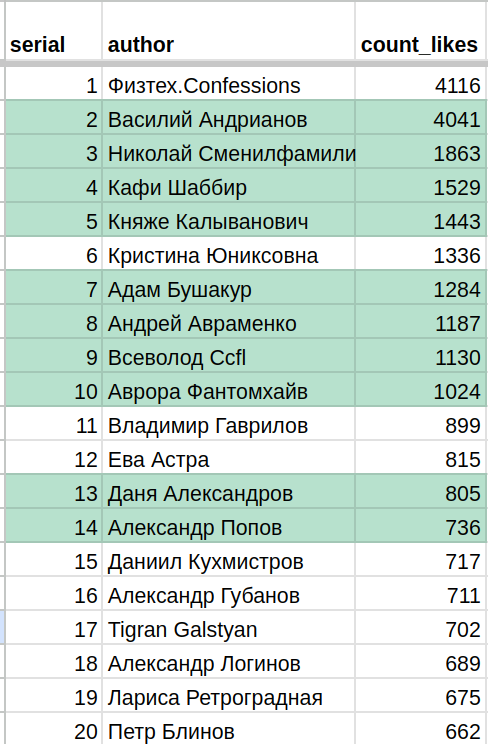 serial author count_likes
1 Физтех.Confessions 4116
2 Василий Андрианов 4041
3 Николай Сменилфамили 1863
4 Кафи Шаббир 1529
5 Княже Калыванович 1443
6 Кристина Юниксовна 1336
7 Адам Бушакур 1284
8 Андрей Авраменко 1187
9 Всеволод Ccfl 1130
10 Аврора Фантомхайв 1024
11 Владимир Гаврилов 899
12 Ева Астра 815
13 Даня Александров 805
14 Александр Попов 736
15 Даниил Кухмистров 717
16 Александр Губанов 711
17 Tigran Galstyan 702
18 Александр Логинов 689
19 Лариса Ретроградная 675
20 Петр Блинов 662